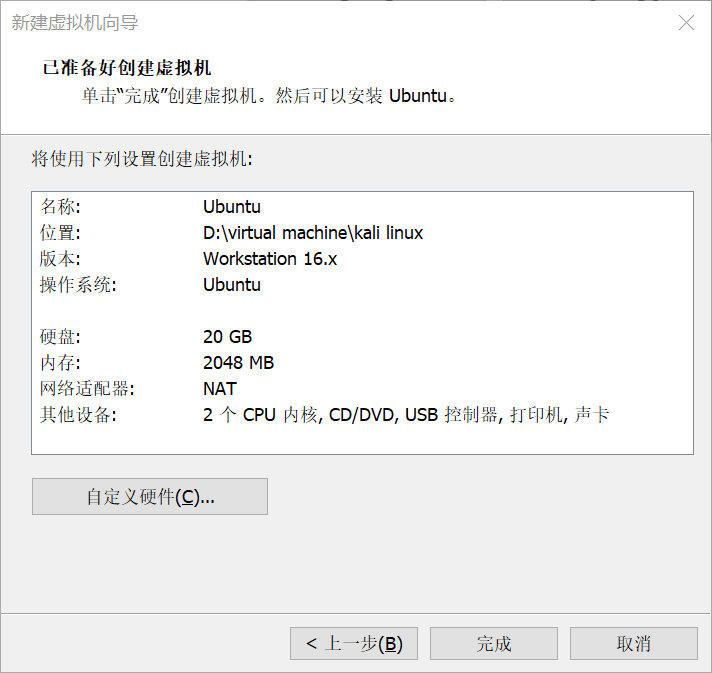 新建虚拟机向导
已准备好创建虚拟机
单击“完成”创建虚拟机。然后可以安装 Ubuntu。
将使用下列设置创建虚拟机:
名称: Ubuntu
位置: D:\virtual machine\kali linux
版本: Workstation 16.x
操作系统: Ubuntu
硬盘: 20 GB
内存: 2048 MB
网络适配器: NAT
其他设备: 2 个 CPU 内核, CD/DVD, USB 控制器, 打印机, 声卡
自定义硬件(C)...
< 上一步(B) 完成 取消